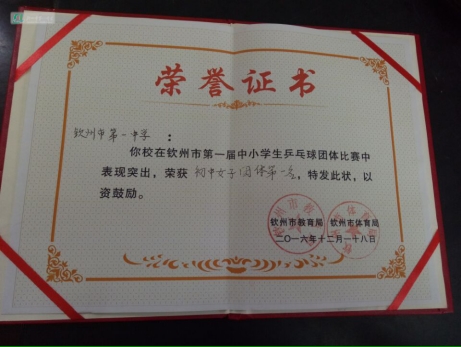 荣誉证书
钦州市第一中学：
你校在钦州市第一届中小学生乒乓球团体比赛中
表现突出，荣获 初中女子团体第一名，特发此状，以
资鼓励。
钦州市教育局 钦州市体育局
二〇一六年十二月一十八日